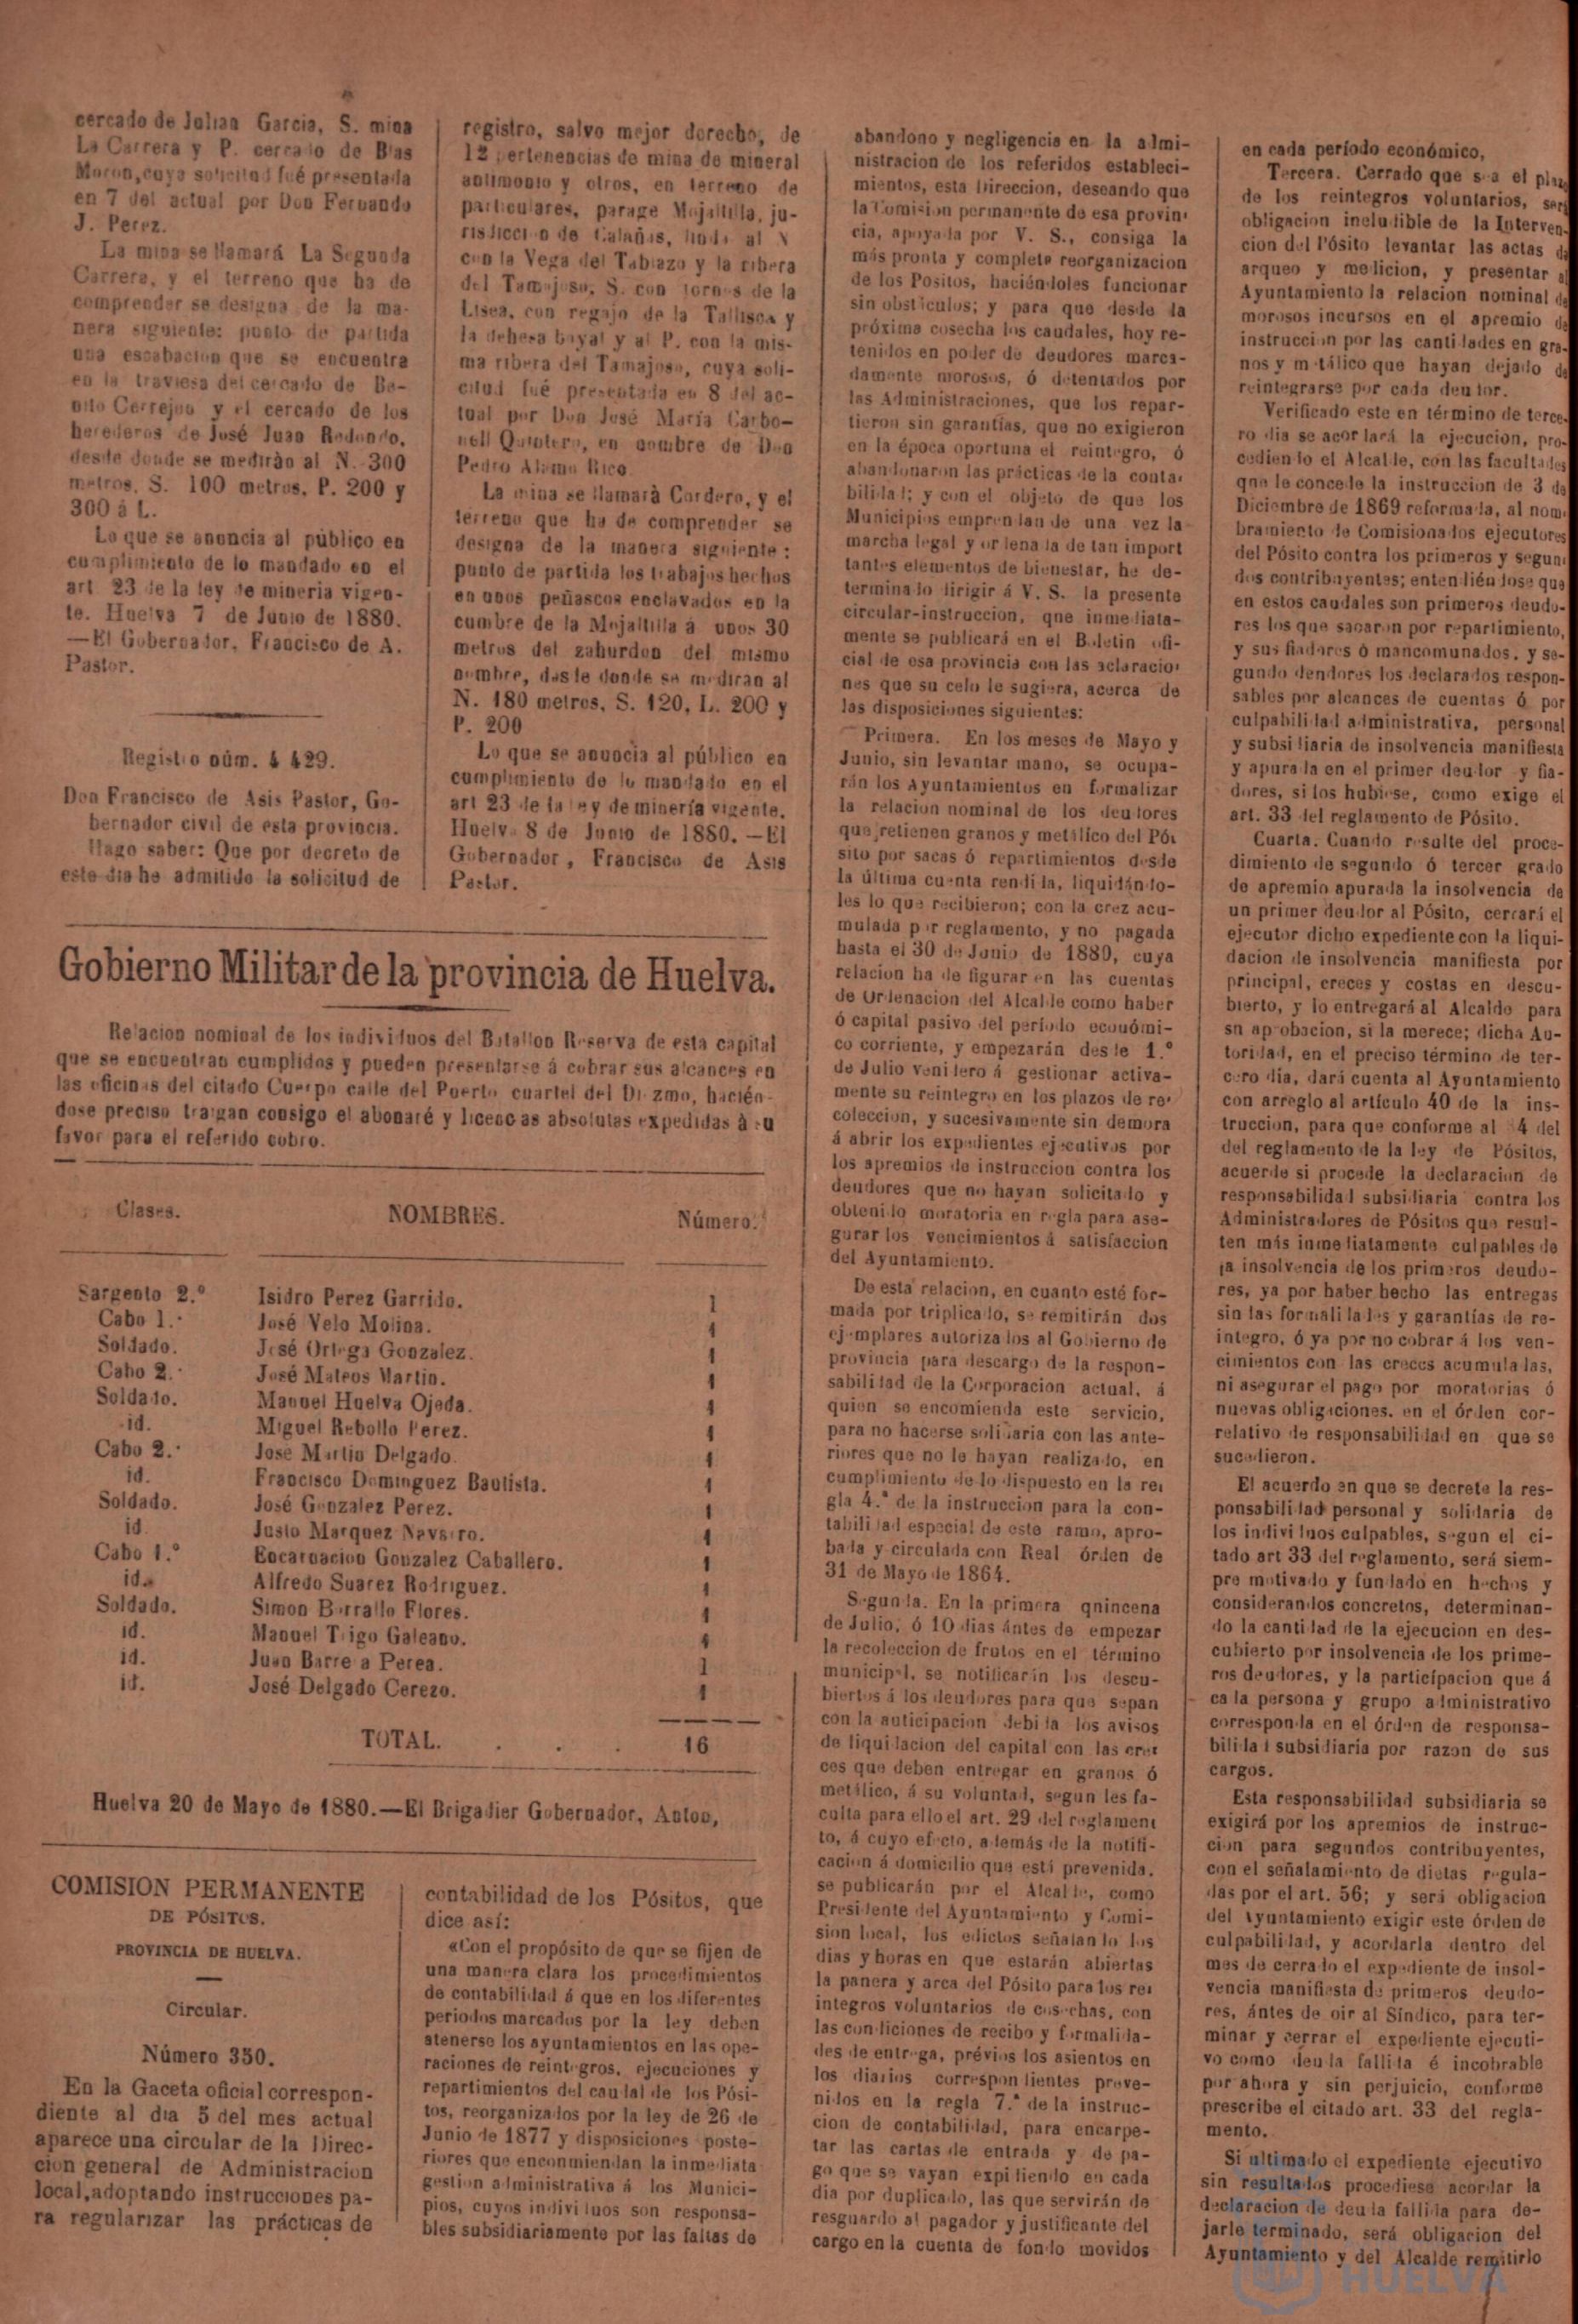 cercado de Julian Garcia, S. mina
La Carrera y P. cercado de Blas
Moron, cuya solicitud fué presentada
en 7 del actual por Don Fernando
J. Perez.
La mina se llamará La Segunda
Carrera, y el terreno que ha de
comprender se designa de la ma-
nera siguiente: punto de partida
una escabacion que se encuentra
en la traviesa del cercado de Be-
nito Cerrejon y el cercado de los
herederos de José Juan Redondo,
desde donde se medirán al N. 300
metros, S. 100 metros, P. 200 y
300 á L.
Lo que se anuncia al público en
cumplimiento de lo mandado en el
art 23 de la ley de mineria vigen-
te. Huelva 7 de Junio de 1880.
—El Gobernador, Francisco de A.
Pastor.
Registro núm. 4 429.
Don Francisco de Asis Pastor, Go-
bernador civil de esta provincia.
Hago saber: Que por decreto de
este dia he admitido la solicitud de
registro, salvo mejor derecho, de
12 pertenencias de mina de mineral
antimonio y otros, en terreno de
particulares, parage Mojaltilla, ju-
risdiccion de Calañas, linda al N
con la Vega del Tabiazo y la ribera
del Tamujoso, S. con tornos de la
Lisea, con regajo de la Tallisca y
la dehesa boyal y al P. con la mis-
ma ribera del Tamajoso, cuya soli-
citud fué presentada en 8 del ac-
tual por Don José Maria Carbo-
nell Quintero, en nombre de Don
Pedro Alamo Rico
La mina se llamarà Cordero, y el
terreno que ha de comprender se
designa de la manera siguiente:
punto de partida los trabajos hechos
en unos peñascos enclavados en la
cumbre de la Mojaltilla á unos 30
metros del zahurdon del mismo
nombre, desde donde se mediran al
N. 180 metros, S. 120, L. 200 y
P. 200
Lo que se anuncia al público en
cumplimiento de lo mandado en el
art 23 de la ley de minería vigente.
Huelva 8 de Junio de 1880.—El
Gobernador, Francisco de Asis
Pastor.
Gobierno Militar de la provincia de Huelva.
Relacion nominal de los individuos del Batallon Reserva de esta capital
que se encuentran cumplidos y pueden presentarse á cobrar sus alcances en
las oficinas del citado Cuerpo calle del Puerto cuartel del Diezmo, hacién-
dose preciso traigan consigo el abonaré y licencias absolutas expedidas à su
favor para el referido cobro.
Clases. NOMBRES. Número.
Sargento 2.º Isidro Perez Garrido. 1
Cabo 1.º José Velo Molina. 1
Soldado. José Ortega Gonzalez. 1
Cabo 2.º José Mateos Martin. 1
Soldado. Manuel Huelva Ojeda. 1
id. Miguel Rebollo Perez. 1
Cabo 2.º José Martin Delgado. 1
id. Francisco Dominguez Bautista. 1
Soldado. José Gonzalez Perez. 1
id. Justo Marquez Navarro. 1
Cabo 1.º Encarnacion Gonzalez Caballero. 1
id. Alfredo Suarez Rodriguez. 1
Soldado. Simon Borrallo Flores. 1
id. Manuel Trigo Galeano. 1
id. Juan Barrera Perea. 1
id. José Delgado Cerezo. 1
TOTAL. . . . 16
Huelva 20 de Mayo de 1880.—El Brigadier Gobernador, Anton,
COMISION PERMANENTE
DE PÓSITOS.
PROVINCIA DE HUELVA.
Circular.
Número 350.
En la Gaceta oficial correspon-
diente al dia 5 del mes actual
aparece una circular de la Direc-
cion general de Administracion
local, adoptando instrucciones pa-
ra regularizar las prácticas de
contabilidad de los Pósitos, que
dice así:
«Con el propósito de que se fijen de
una manera clara los procedimientos
de contabilidad á que en los diferentes
periodos marcados por la ley deben
atenerse los ayuntamientos en las ope-
raciones de reintegros, ejecuciones y
repartimientos del caudal de los Pósi-
tos, reorganizados por la ley de 26 de
Junio de 1877 y disposiciones poste-
riores que enconmiendan la inmediata
gestion administrativa á los Munici-
pios, cuyos individuos son responsa-
bles subsidiariamente por las faltas de
abandono y negligencia en la admi-
nistracion de los referidos estableci-
mientos, esta Direccion, deseando que
la Comision permanente de esa provin-
cia, apoyada por V. S., consiga la
más pronta y completa reorganizacion
de los Positos, haciéndoles funcionar
sin obstáculos; y para que desde la
próxima cosecha los caudales, hoy re-
tenidos en poder de deudores marca-
damente morosos, ó detentados por
las Administraciones, que los repar-
tieron sin garantías, que no exigieron
en la época oportuna el reintegro, ó
abandonaron las prácticas de la conta-
bilidad; y con el objeto de que los
Municipios emprendan de una vez la
marcha legal y ordenada de tan import
tantes elementos de bienestar, he de-
terminado dirigir á V. S. la presente
circular-instruccion, que inmediata-
mente se publicará en el Boletin ofi-
cial de esa provincia con las aclaracio-
nes que su celo le sugiera, acerca de
las disposiciones siguientes:
Primera. En los meses de Mayo y
Junio, sin levantar mano, se ocupa-
rán los Ayuntamientos en formalizar
la relacion nominal de los deudores
que retienen granos y metálico del Pó-
sito por sacas ó repartimientos desde
la última cuenta rendida, liquidándo-
les lo que recibieron; con la crez acu-
mulada por reglamento, y no pagada
hasta el 30 de Junio de 1880, cuya
relacion ha de figurar en las cuentas
de Ordenacion del Alcalde como haber
ó capital pasivo del período económi-
co corriente, y empezarán desde 1.º
de Julio venidero á gestionar activa-
mente su reintegro en los plazos de re-
coleccion, y sucesivamente sin demora
á abrir los expedientes ejecutivos por
los apremios de instruccion contra los
deudores que no hayan solicitado y
obtenido moratoria en regla para ase-
gurar los vencimientos á satisfaccion
del Ayuntamiento.
De esta relacion, en cuanto esté for-
mada por triplicado, se remitirán dos
ejemplares autorizados al Gobierno de
provincia para descargo de la respon-
sabilidad de la Corporacion actual, á
quien se encomienda este servicio,
para no hacerse solidaria con las ante-
riores que no le hayan realizado, en
cumplimiento de lo dispuesto en la re-
gla 4.ª de la instruccion para la con-
tabilidad especial de este ramo, apro-
bada y circulada con Real órden de
31 de Mayo de 1864.
Segunda. En la primera qnincena
de Julio, ó 10 dias ántes de empezar
la recoleccion de frutos en el término
municipal, se notificarán los descu-
biertos á los deudores para que sepan
con la anticipacion debida los avisos
de liquidacion del capital con las cre-
ces que deben entregar en granos ó
metálico, á su voluntad, segun les fa-
culta para ello el art. 29 del reglamen-
to, á cuyo efecto, además de la notifi-
cacion á domicilio que está prevenida,
se publicarán por el Alcalde, como
Presidente del Ayuntamiento y Comi-
sion local, los edictos señalando los
dias y horas en que estarán abiertas
la panera y arca del Pósito para los re-
integros voluntarios de cosechas, con
las condiciones de recibo y formalida-
des de entrega, prévios los asientos en
los diarios correspondientes preve-
nidos en la regla 7.ª de la instruc-
cion de contabilidad, para encarpe-
tar las cartas de entrada y de pa-
go que se vayan expidiendo en cada
dia por duplicado, las que servirán de
resguardo al pagador y justificante del
cargo en la cuenta de fondo movidos
en cada período económico,
Tercera. Cerrado que sea el plazo
de los reintegros voluntarios, será
obligacion ineludible de la Interven-
cion del Pósito levantar las actas de
arqueo y medicion, y presentar al
Ayuntamiento la relacion nominal de
morosos incursos en el apremio de
instruccion por las cantidades en gra-
nos y metálico que hayan dejado de
reintegrarse por cada deudor.
Verificado este en término de terce-
ro dia se acordará la ejecucion, pro-
cediendo el Alcalde, con las facultades
que le concede la instruccion de 3 de
Diciembre de 1869 reformada, al nom-
bramiento de Comisionados ejecutores
del Pósito contra los primeros y segun-
dos contribuyentes; entendiéndose que
en estos caudales son primeros deudo-
res los que sacaron por repartimiento,
y sus fiadores ó mancomunados, y se-
gundo deudores los declarados respon-
sables por alcances de cuentas ó por
culpabilidad administrativa, personal
y subsidiaria de insolvencia manifiesta
y apurada en el primer deudor y fia-
dores, si los hubiese, como exige el
art. 33 del reglamento de Pósito.
Cuarta. Cuando resulte del proce-
dimiento de segundo ó tercer grado
de apremio apurada la insolvencia de
un primer deudor al Pósito, cerrará el
ejecutor dicho expediente con la liqui-
dacion de insolvencia manifiesta por
principal, creces y costas en descu-
bierto, y lo entregará al Alcalde para
sn aprobacion, si la merece; dicha Au-
toridad, en el preciso término de ter-
cero dia, dará cuenta al Ayuntamiento
con arreglo al artículo 40 de la ins-
truccion, para que conforme al 34 del
del reglamento de la ley de Pósitos,
acuerde si procede la declaracion de
responsabilidad subsidiaria contra los
Administradores de Pósitos que resul-
ten más inmediatamente culpables de
la insolvencia de los primeros deudo-
res, ya por haber hecho las entregas
sin las formalidades y garantías de re-
integro, ó ya por no cobrar á los ven-
cimientos con las creces acumuladas,
ni asegurar el pago por moratorias ó
nuevas obligaciones, en el órden cor-
relativo de responsabilidad en que se
sucedieron.
El acuerdo en que se decrete la res-
ponsabilidad personal y solidaria de
los individuos culpables, segun el ci-
tado art 33 del reglamento, será siem-
pre motivado y fundado en hechos y
considerandos concretos, determinan-
do la cantidad de la ejecucion en des-
cubierto por insolvencia de los prime-
ros deudores, y la participacion que á
cada persona y grupo administrativo
corresponda en el órden de responsa-
bilidad subsidiaria por razon de sus
cargos.
Esta responsabilidad subsidiaria se
exigirá por los apremios de instruc-
cion para segundos contribuyentes,
con el señalamiento de dietas regula-
das por el art. 56; y será obligacion
del Ayuntamiento exigir este órden de
culpabilidad, y acordarla dentro del
mes de cerrado el expediente de insol-
vencia manifiesta de primeros deudo-
res, ántes de oir al Síndico, para ter-
minar y cerrar el expediente ejecuti-
vo como deuda fallida é incobrable
por ahora y sin perjuicio, conforme
prescribe el citado art. 33 del regla-
mento.
Si ultimado el expediente ejecutivo
sin resultados procediese acordar la
declaracion de deuda fallida para de-
jarle terminado, será obligacion del
Ayuntamiento y del Alcalde remitirlo
HUELVA